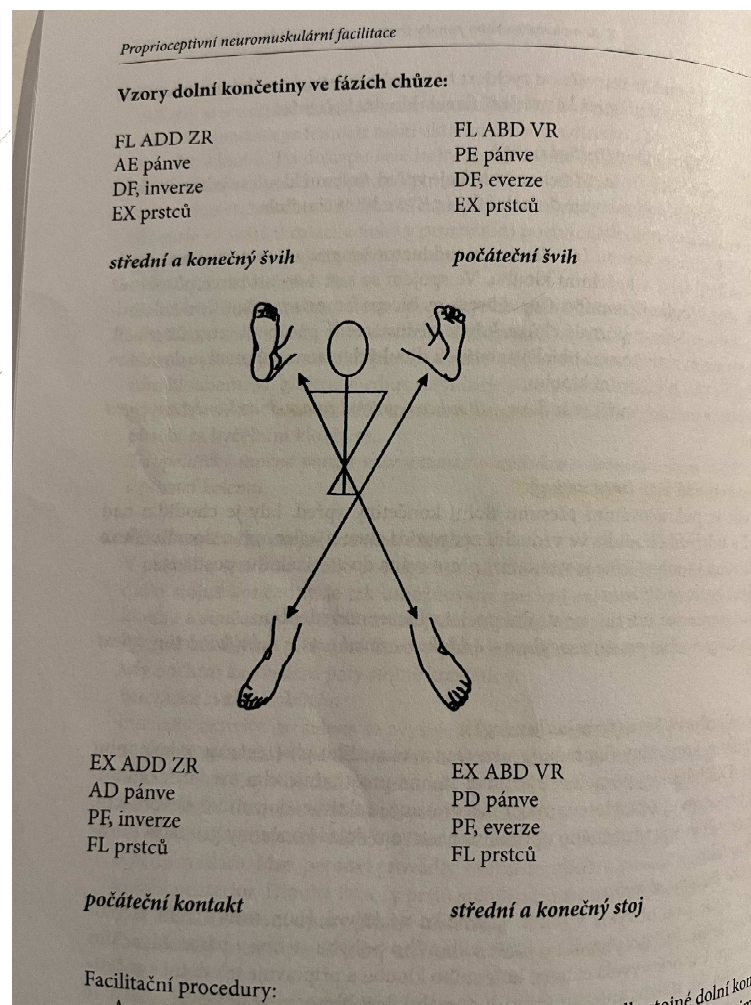 Proprioceptivní neuromuskulární facilitace
Vzory dolní končetiny ve fázích chůze:
FL ADD ZR
AE pánve
DF, inverze
EX prstců
střední a konečný švih
FL ABD VR
PE pánve
DF, everze
EX prstců
počáteční švih
EX ADD ZR
AD pánve
PF, inverze
FL prstců
počáteční kontakt
EX ABD VR
PD pánve
PF, everze
FL prstců
střední a konečný stoj
Facilitační procedury:
dolní